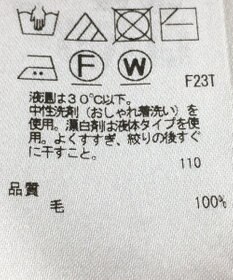 F
W
F23T
液温は30℃以下。
中性洗剤(おしゃれ着洗い)を
使用。漂白剤は液体タイプを使
用。よくすすぎ、絞りの後すぐ
に干すこと。
110
品質
毛 100%